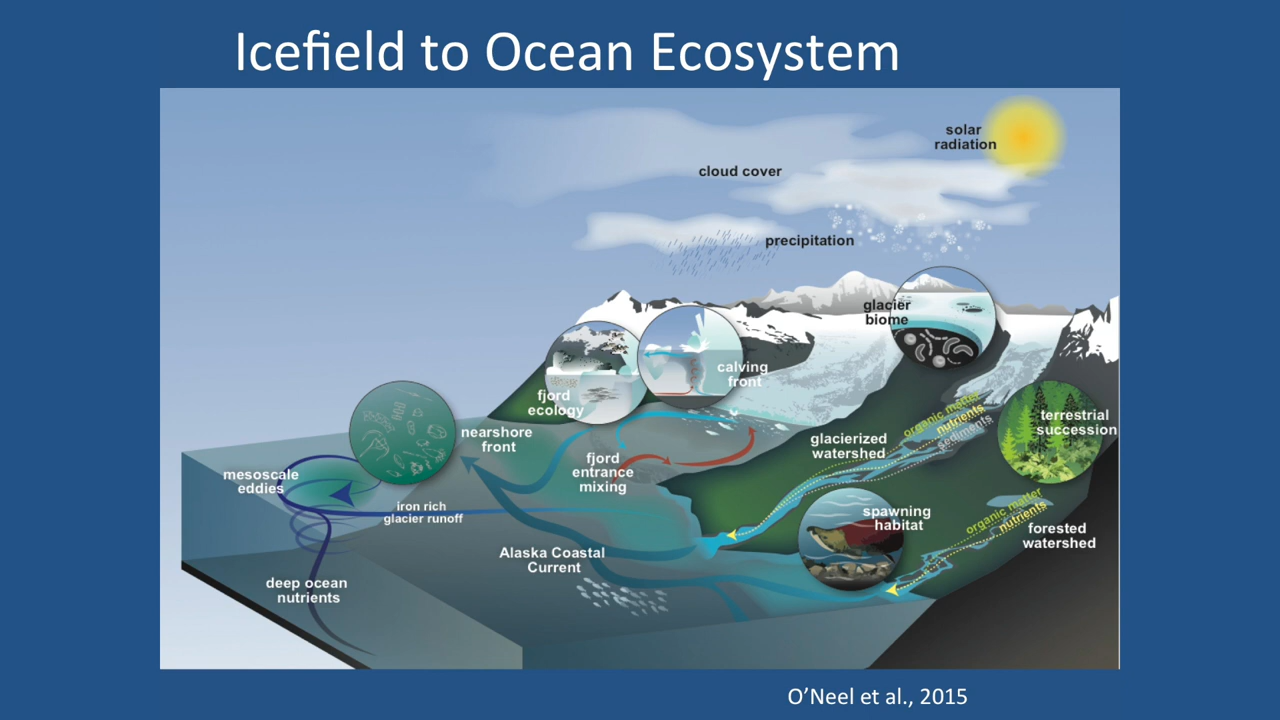 Icefield to Ocean Ecosystem
solar
radiation
cloud cover
precipitation
glacier
biome
calving
front
fjord
ecology
organic matter
nutrients
sediments
terrestrial
succession
nearshore
front
glacierized
watershed
fjord
entrance
mixing
mesoscale
eddies
iron rich
glacier runoff
spawning
habitat
organic matter
nutrients
forested
watershed
Alaska Coastal
Current
deep ocean
nutrients
O’Neel et al., 2015